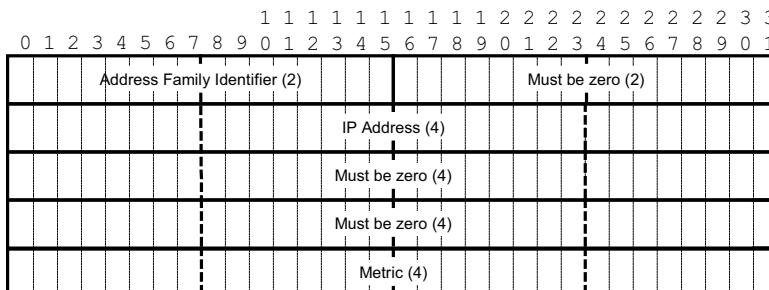 1 1 1 1 1 1 1 1 1 1 2 2 2 2 2 2 2 2 2 2 3 3
0 1 2 3 4 5 6 7 8 9 0 1 2 3 4 5 6 7 8 9 0 1 2 3 4 5 6 7 8 9 0 1
Address Family Identifier (2) Must be zero (2)
IP Address (4)
Must be zero (4)
Must be zero (4)
Metric (4)